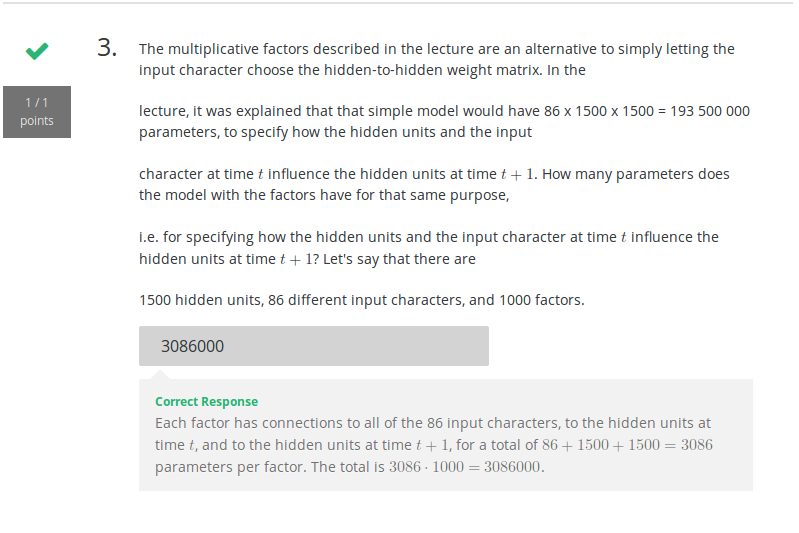 3.
The multiplicative factors described in the lecture are an alternative to simply letting the
input character choose the hidden-to-hidden weight matrix. In the
1 / 1
points
lecture, it was explained that that simple model would have 86 x 1500 x 1500 = 193 500 000
parameters, to specify how the hidden units and the input
character at time t influence the hidden units at time t + 1. How many parameters does
the model with the factors have for that same purpose,
i.e. for specifying how the hidden units and the input character at time t influence the
hidden units at time t + 1? Let's say that there are
1500 hidden units, 86 different input characters, and 1000 factors.
3086000
Correct Response
Each factor has connections to all of the 86 input characters, to the hidden units at
time t, and to the hidden units at time t + 1, for a total of 86 + 1500 + 1500 = 3086
parameters per factor. The total is 3086 · 1000 = 3086000.